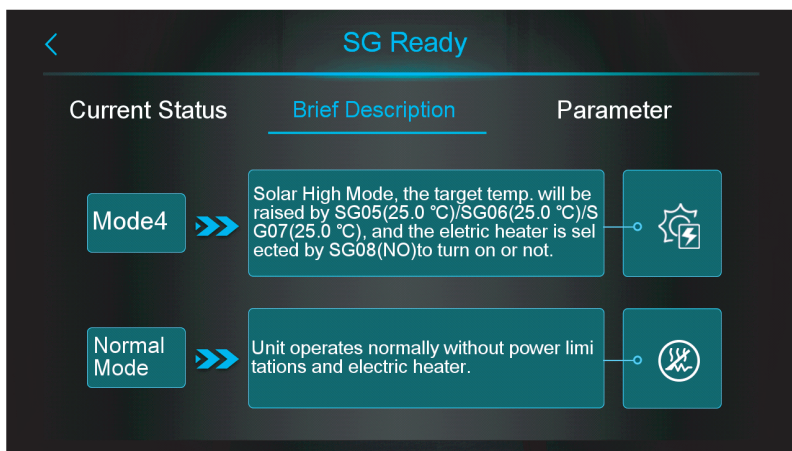 SG Ready
Current Status
Brief Description
Parameter
Mode4
Solar High Mode, the target temp. will be
raised by SG05(25.0 ℃)/SG06(25.0 ℃)/S
G07(25.0 ℃), and the eletric heater is sel
ected by SG08(NO)to turn on or not.
Normal
Mode
Unit operates normally without power limi
tations and electric heater.